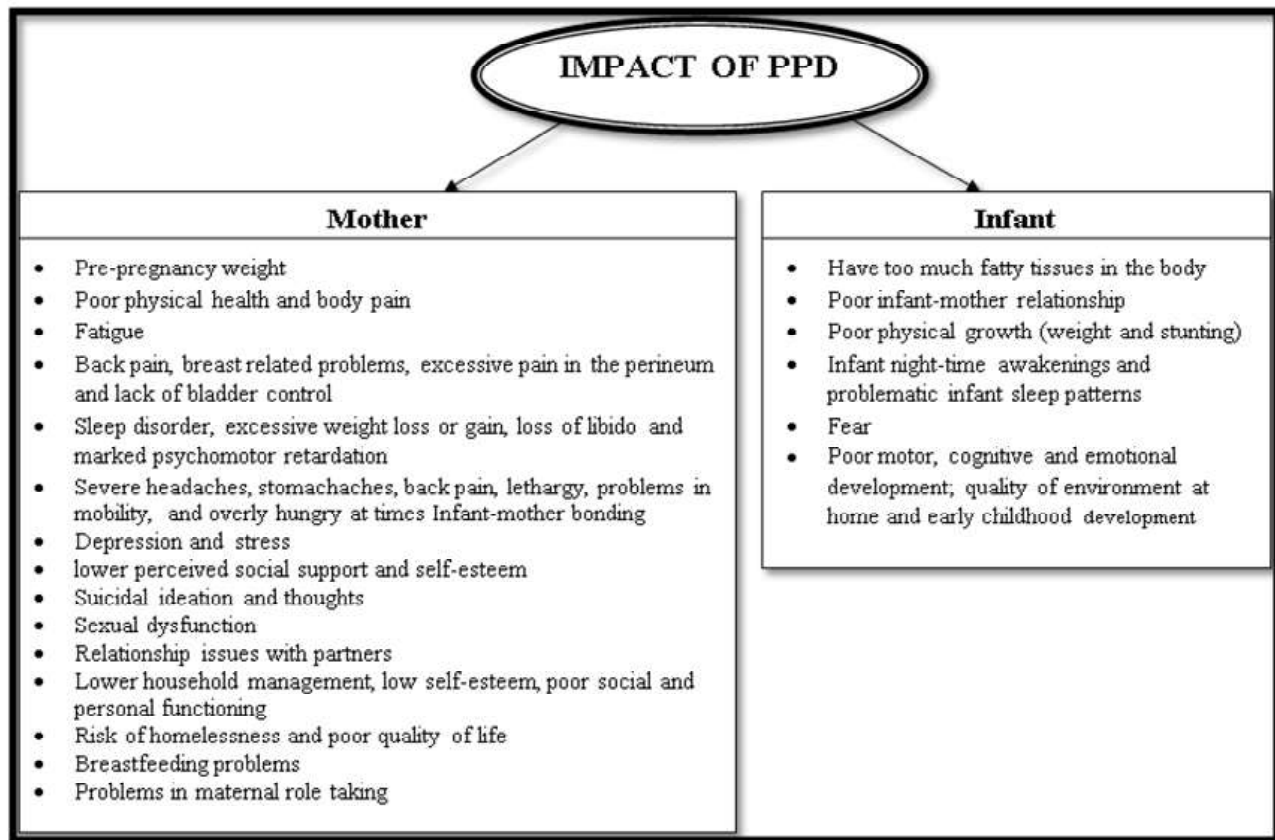 IMPACT OF PPD
Mother
• Pre-pregnancy weight
• Poor physical health and body pain
• Fatigue
• Back pain, breast related problems, excessive pain in the perineum
and lack of bladder control
• Sleep disorder, excessive weight loss or gain, loss of libido and
marked psychomotor retardation
• Severe headaches, stomachaches, back pain, lethargy, problems in
mobility, and overly hungry at times Infant-mother bonding
• Depression and stress
• lower perceived social support and self-esteem
• Suicidal ideation and thoughts
• Sexual dysfunction
• Relationship issues with partners
• Lower household management, low self-esteem, poor social and
personal functioning
• Risk of homelessness and poor quality of life
• Breastfeeding problems
• Problems in maternal role taking
Infant
• Have too much fatty tissues in the body
• Poor infant-mother relationship
• Poor physical growth (weight and stunting)
• Infant night-time awakenings and
problematic infant sleep patterns
• Fear
• Poor motor, cognitive and emotional
development; quality of environment at
home and early childhood development